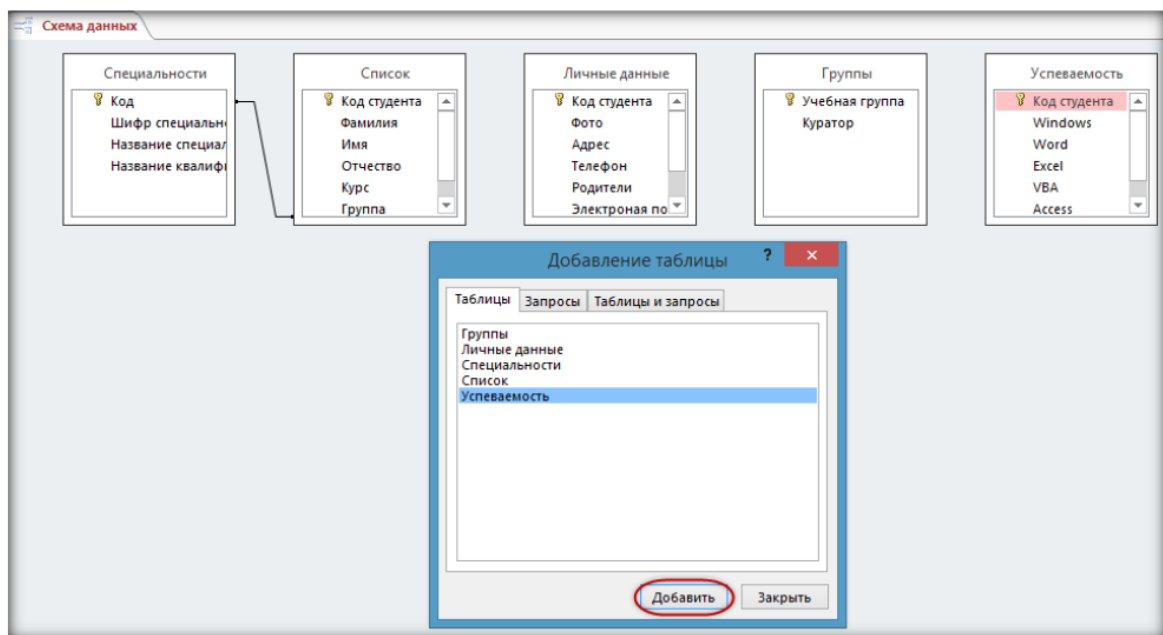 Схема данных
Специальности
Код
Шифр специальн
Название специал
Название квалифи
Список
Код студента
Фамилия
Имя
Отчество
Курс
Группа
Личные данные
Код студента
Фото
Адрес
Телефон
Родители
Электроная по
Группы
Учебная группа
Куратор
Успеваемость
Код студента
Windows
Word
Excel
VBA
Access
Добавление таблицы ? ×
Таблицы Запросы Таблицы и запросы
Группы
Личные данные
Специальности
Список
Успеваемость
Добавить Закрыть